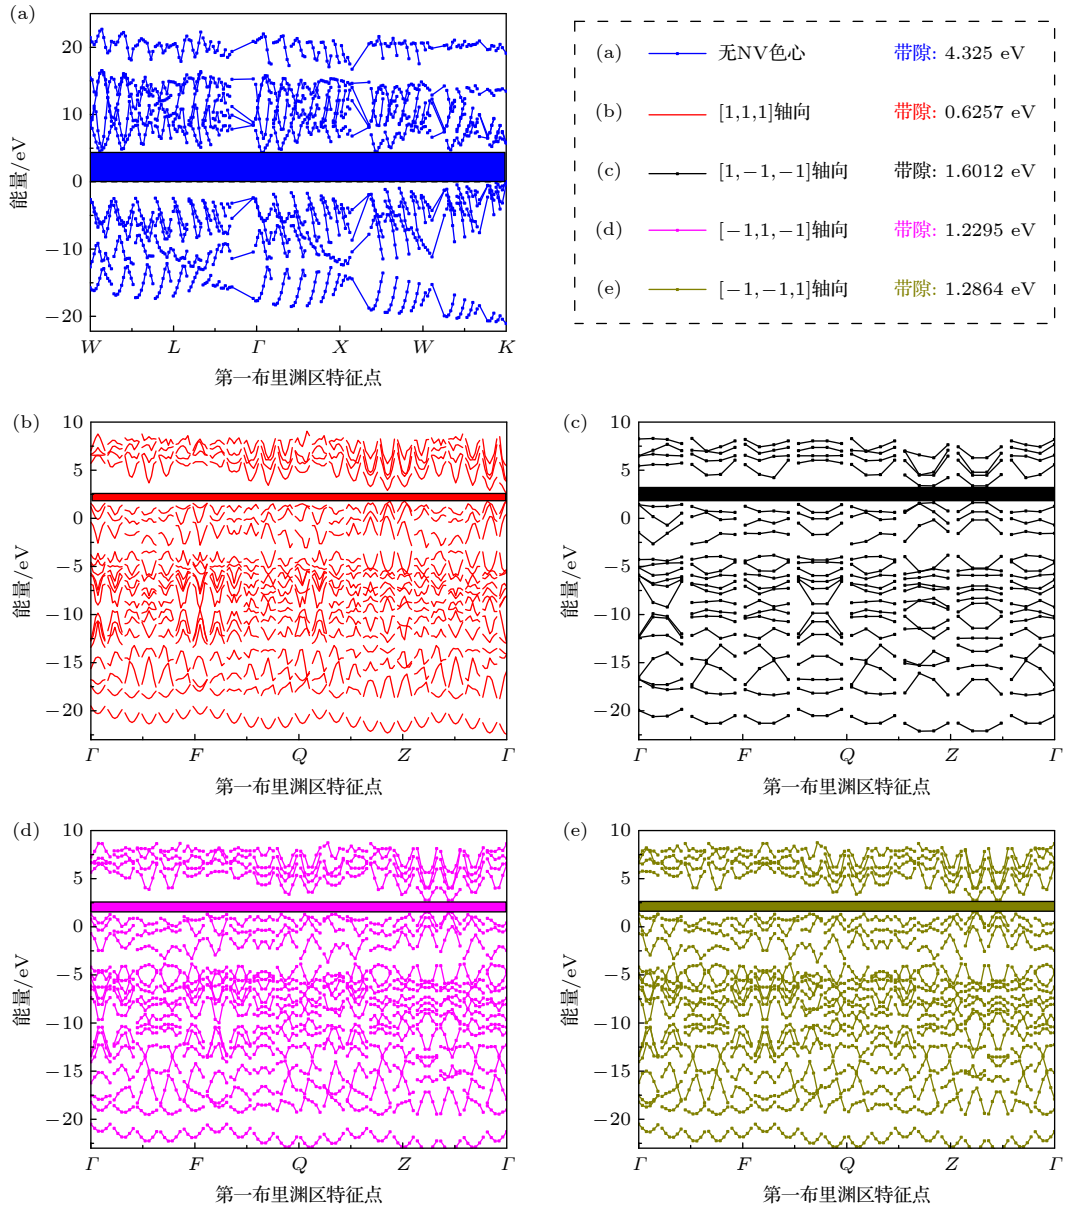 (a)
20
10
0
−10
−20
能量/eV
W L Γ X W K
第一布里渊区特征点
(a) 无NV色心 带隙: 4.325 eV
(b) [1,1,1]轴向 带隙: 0.6257 eV
(c) [1,−1,−1]轴向 带隙: 1.6012 eV
(d) [−1,1,−1]轴向 带隙: 1.2295 eV
(e) [−1,−1,1]轴向 带隙: 1.2864 eV
(b)
10
5
0
−5
−10
−15
−20
能量/eV
Γ F Q Z Γ
第一布里渊区特征点
(c)
10
5
0
−5
−10
−15
−20
能量/eV
Γ F Q Z Γ
第一布里渊区特征点
(d)
10
5
0
−5
−10
−15
−20
能量/eV
Γ F Q Z Γ
第一布里渊区特征点
(e)
10
5
0
−5
−10
−15
−20
能量/eV
Γ F Q Z Γ
第一布里渊区特征点